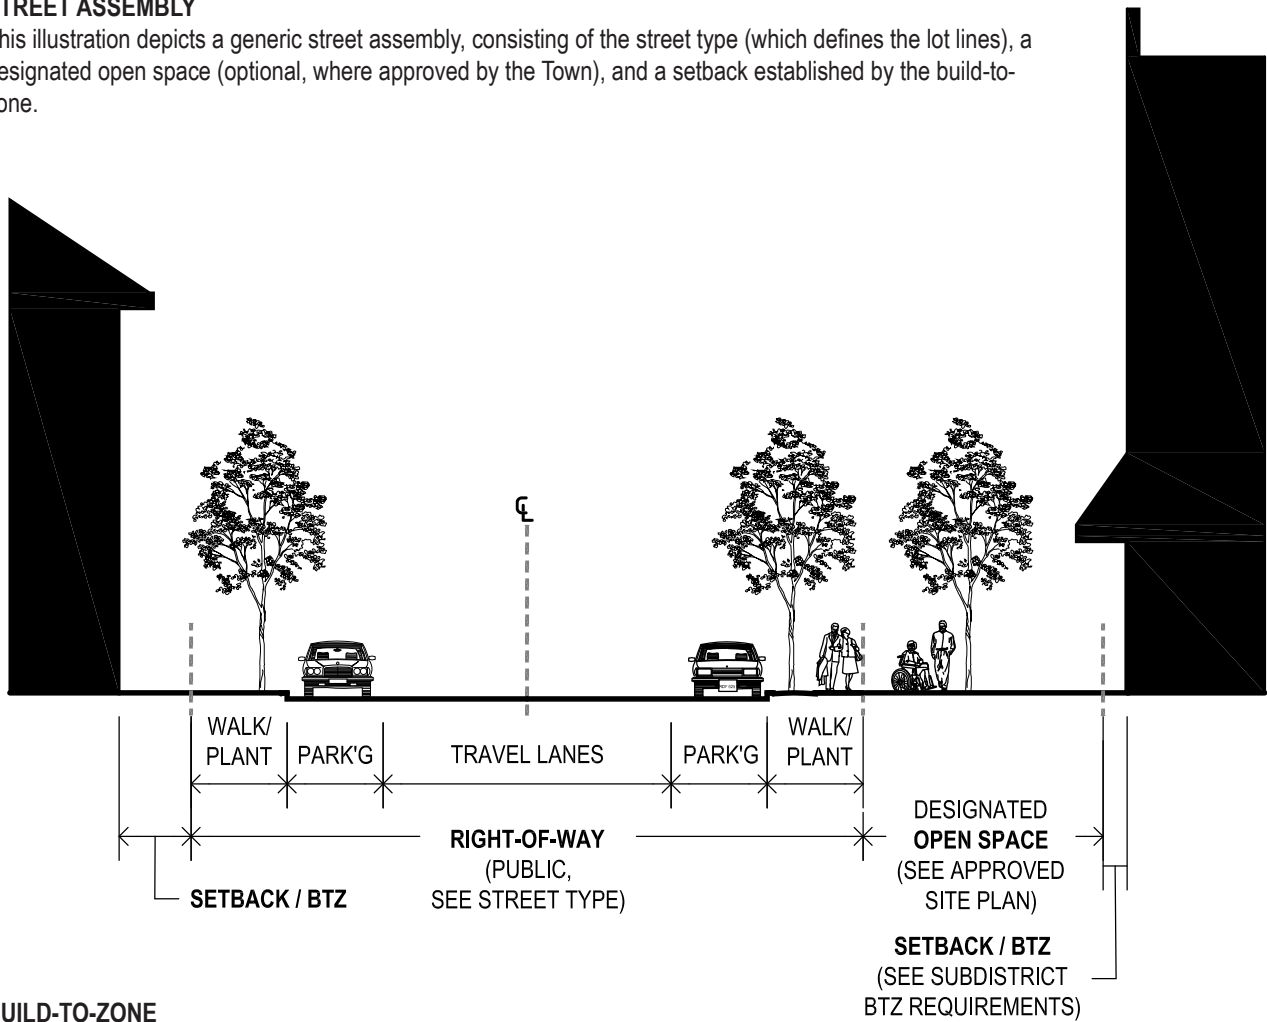 TREET ASSEMBLY
his illustration depicts a generic street assembly, consisting of the street type (which defines the lot lines), a
esignated open space (optional, where approved by the Town), and a setback established by the build-to-
one.
℄
WALK/
PLANT
PARK'G
TRAVEL LANES
PARK'G
WALK/
PLANT
RIGHT-OF-WAY
(PUBLIC,
SEE STREET TYPE)
DESIGNATED
OPEN SPACE
(SEE APPROVED
SITE PLAN)
SETBACK / BTZ
SETBACK / BTZ
(SEE SUBDISTRICT
BTZ REQUIREMENTS)
UILD-TO-ZONE